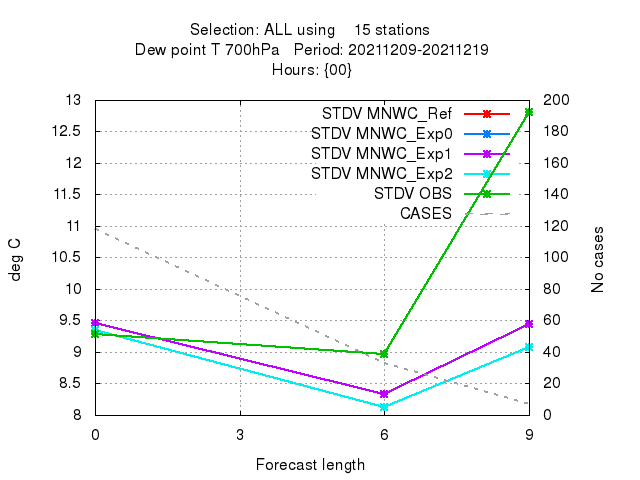 Selection: ALL using    15 stations
Dew point T 700hPa   Period: 20211209-20211219
Hours: {00}
13 200
12.5 180
12 160
11.5 140
11 120
10.5 100
10 80
9.5 60
9 40
8.5 20
8 0
STDV MNWC_Ref
STDV MNWC_Exp0
STDV MNWC_Exp1
STDV MNWC_Exp2
STDV OBS
CASES
deg C
No cases
0 3 6 9
Forecast length